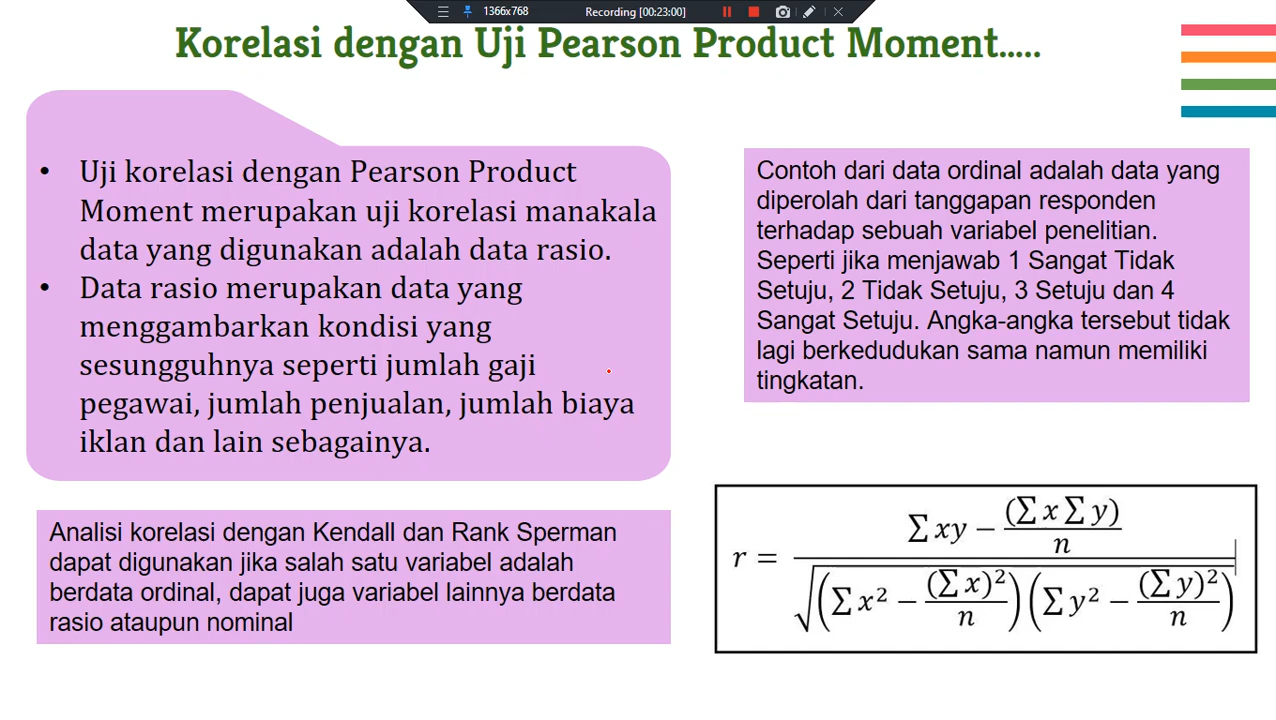 1366x768
Recording [00:23:00]
Korelasi dengan Uji Pearson Product Moment.....
• Uji korelasi dengan Pearson Product
Moment merupakan uji korelasi manakala
data yang digunakan adalah data rasio.
• Data rasio merupakan data yang
menggambarkan kondisi yang
sesungguhnya seperti jumlah gaji
pegawai, jumlah penjualan, jumlah biaya
iklan dan lain sebagainya.
Analisi korelasi dengan Kendall dan Rank Sperman
dapat digunakan jika salah satu variabel adalah
berdata ordinal, dapat juga variabel lainnya berdata
rasio ataupun nominal
Contoh dari data ordinal adalah data yang
diperolah dari tanggapan responden
terhadap sebuah variabel penelitian.
Seperti jika menjawab 1 Sangat Tidak
Setuju, 2 Tidak Setuju, 3 Setuju dan 4
Sangat Setuju. Angka-angka tersebut tidak
lagi berkedudukan sama namun memiliki
tingkatan.
r = (∑ xy − (∑ x ∑ y) / n) / √((∑ x² − (∑ x)² / n) (∑ y² − (∑ y)² / n))